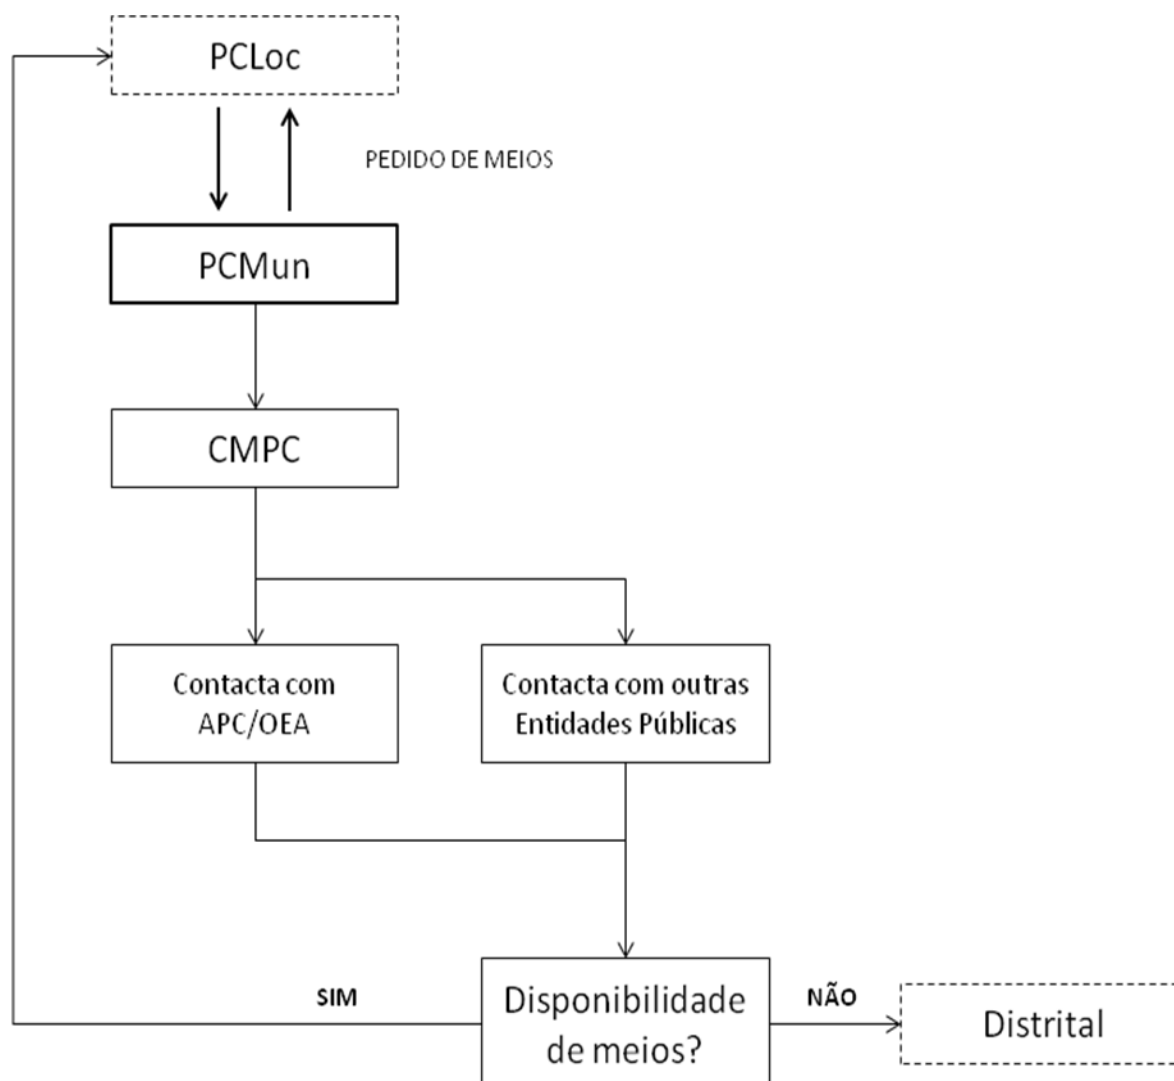 PCLoc
PEDIDO DE MEIOS
PCMun
CMPC
Contacta com
APC/OEA
Contacta com outras
Entidades Públicas
SIM
Disponibilidade
de meios?
NÃO
Distrital